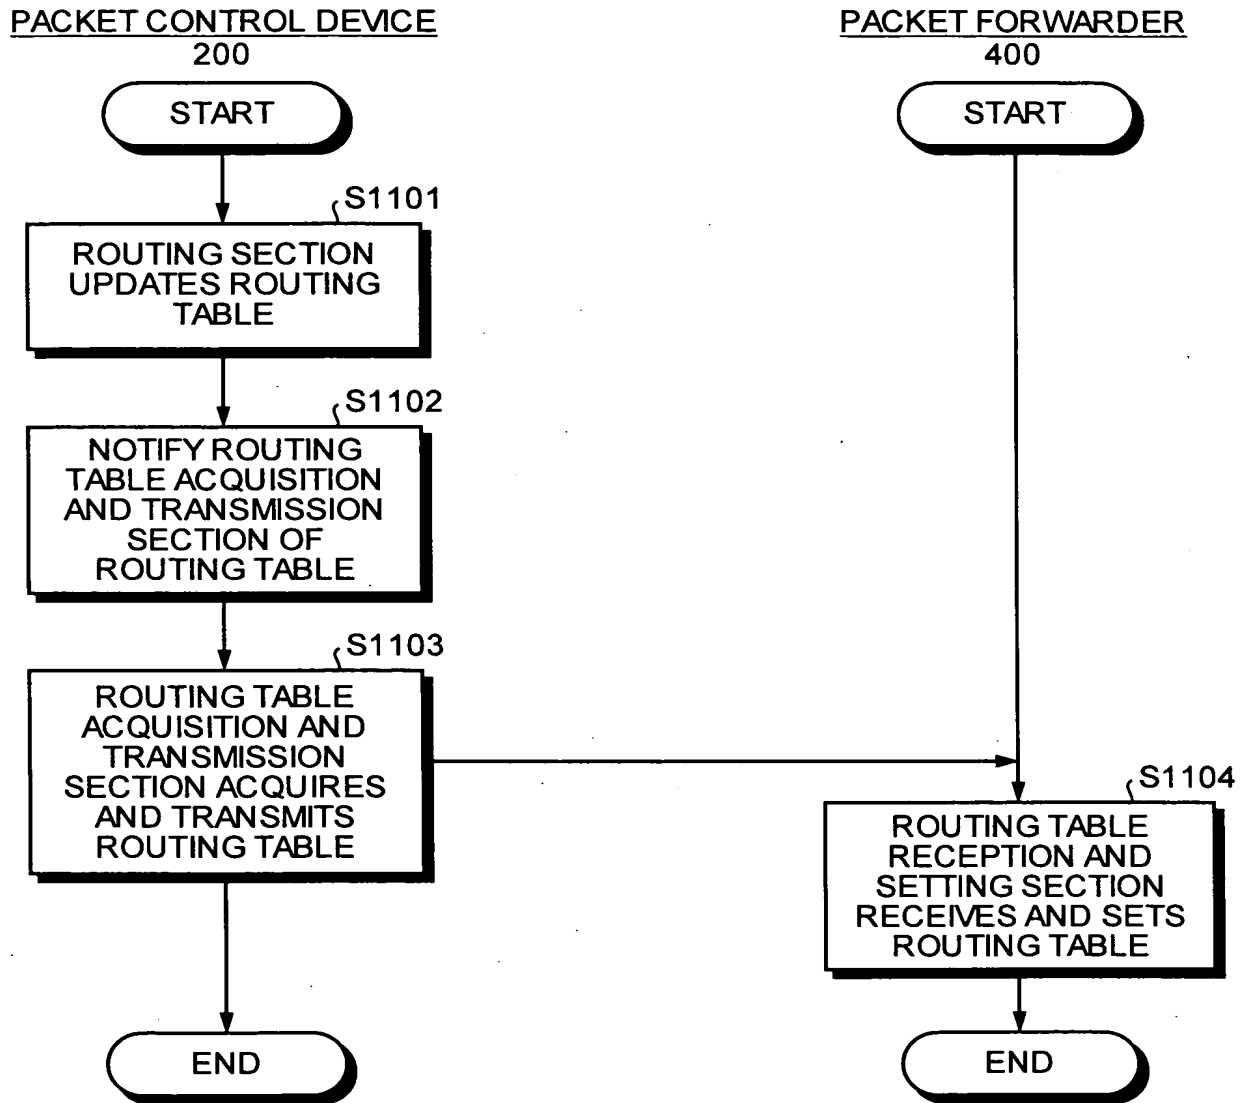 PACKET CONTROL DEVICE
200
START
S1101
ROUTING SECTION
UPDATES ROUTING
TABLE
S1102
NOTIFY ROUTING
TABLE ACQUISITION
AND TRANSMISSION
SECTION OF
ROUTING TABLE
S1103
ROUTING TABLE
ACQUISITION AND
TRANSMISSION
SECTION ACQUIRES
AND TRANSMITS
ROUTING TABLE
END
PACKET FORWARDER
400
START
S1104
ROUTING TABLE
RECEPTION AND
SETTING SECTION
RECEIVES AND SETS
ROUTING TABLE
END